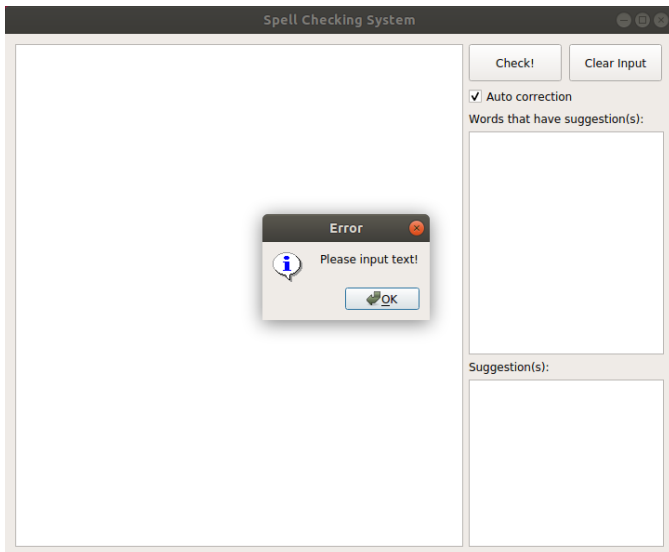 Spell Checking System
Check!
Clear Input
Auto correction
Words that have suggestion(s):
Error
Please input text!
OK
Suggestion(s):